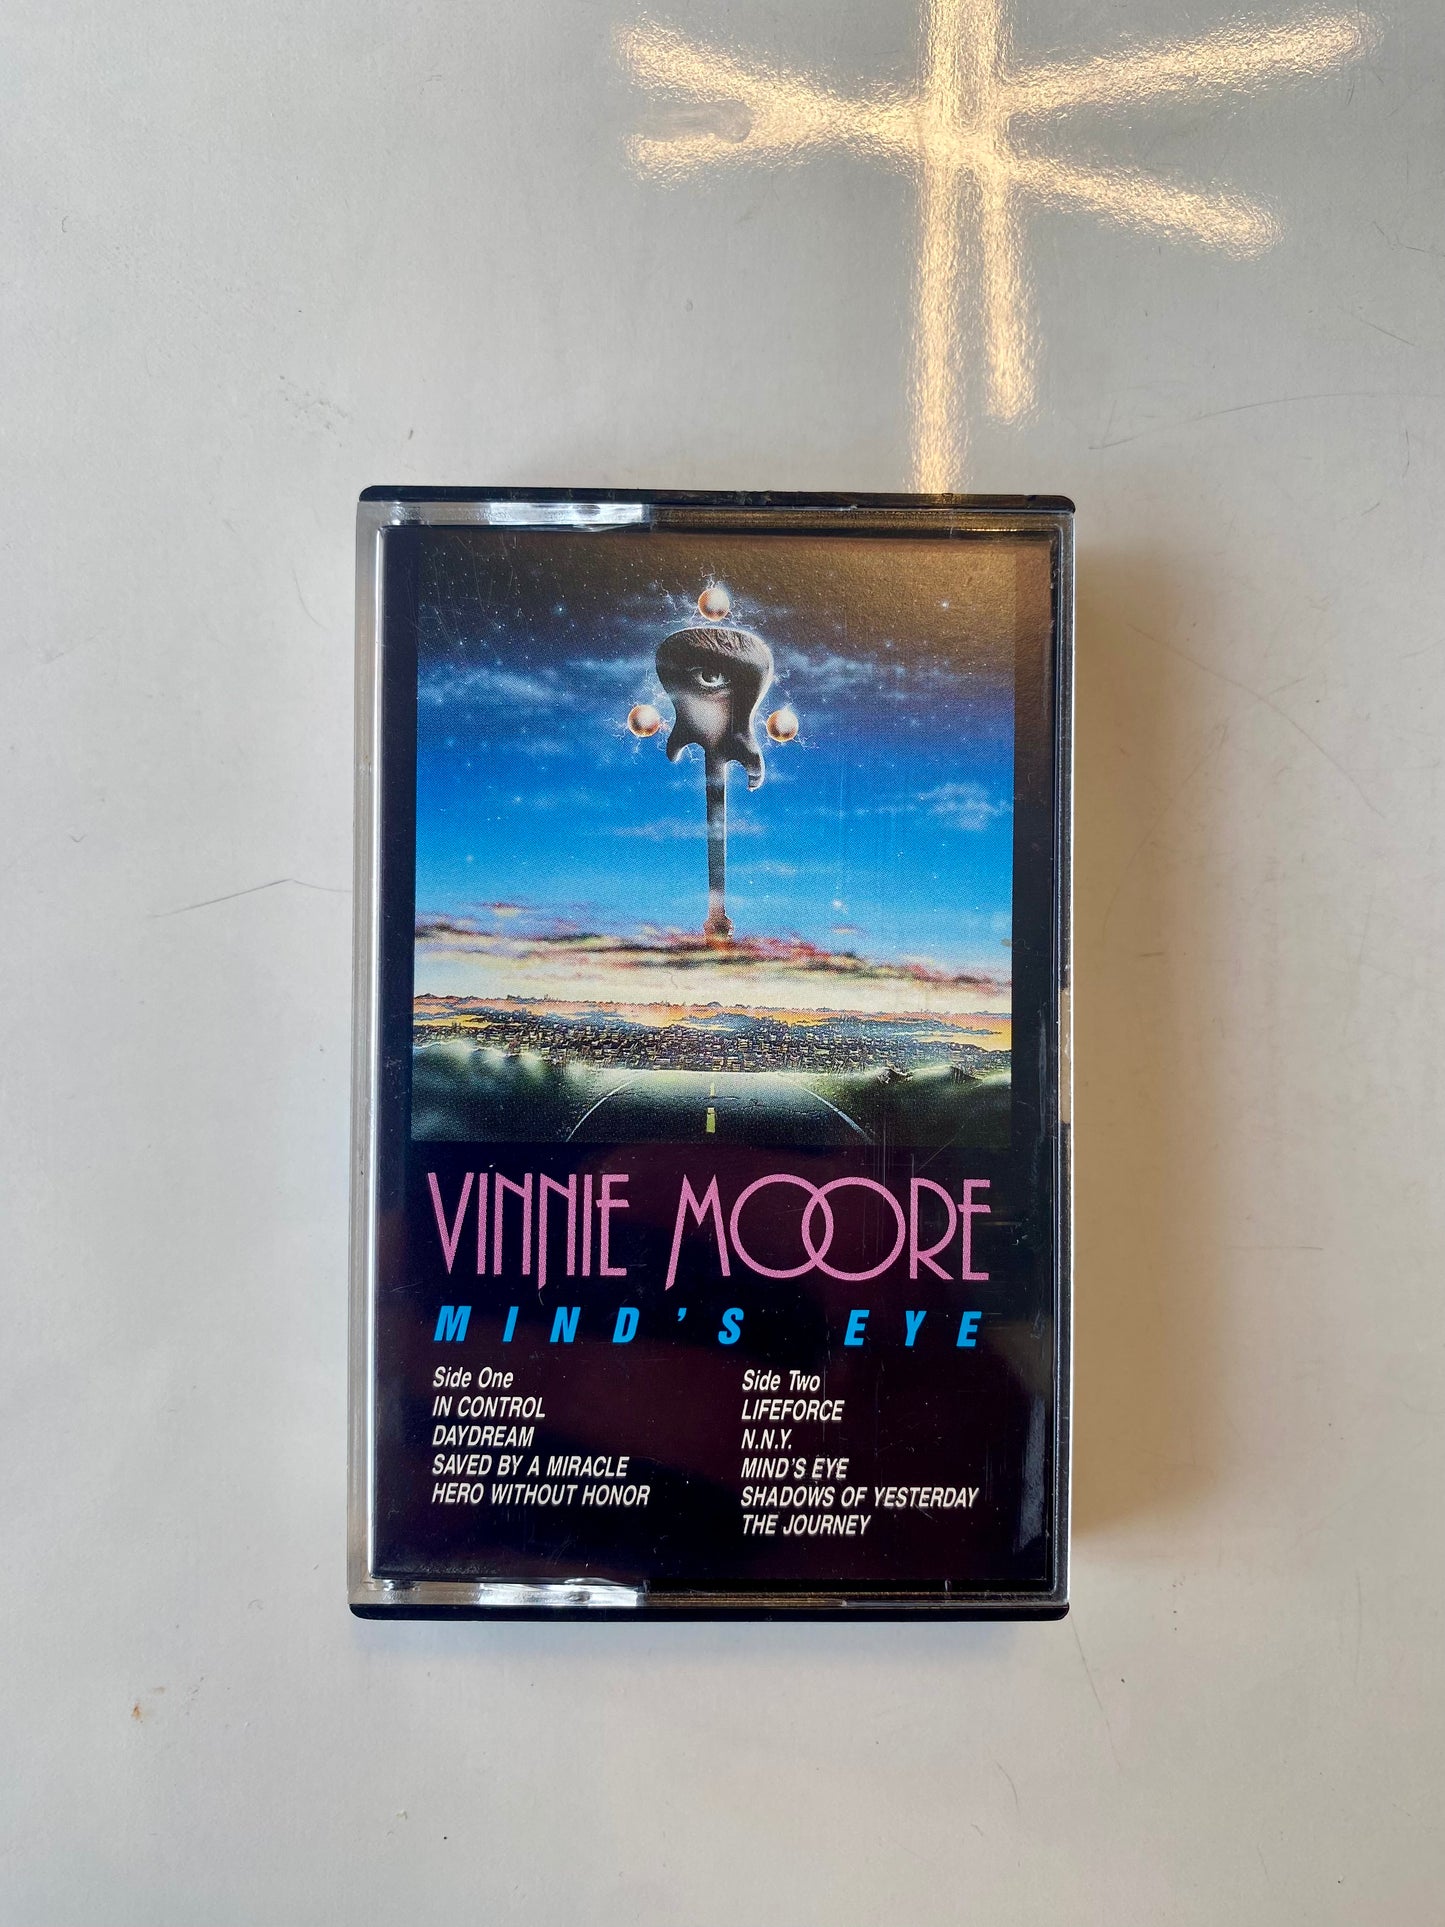 VINNIE MOORE
MIND'S EYE
Side One
IN CONTROL
DAYDREAM
SAVED BY A MIRACLE
HERO WITHOUT HONOR
Side Two
LIFEFORCE
N.N.Y.
MIND'S EYE
SHADOWS OF YESTERDAY
THE JOURNEY